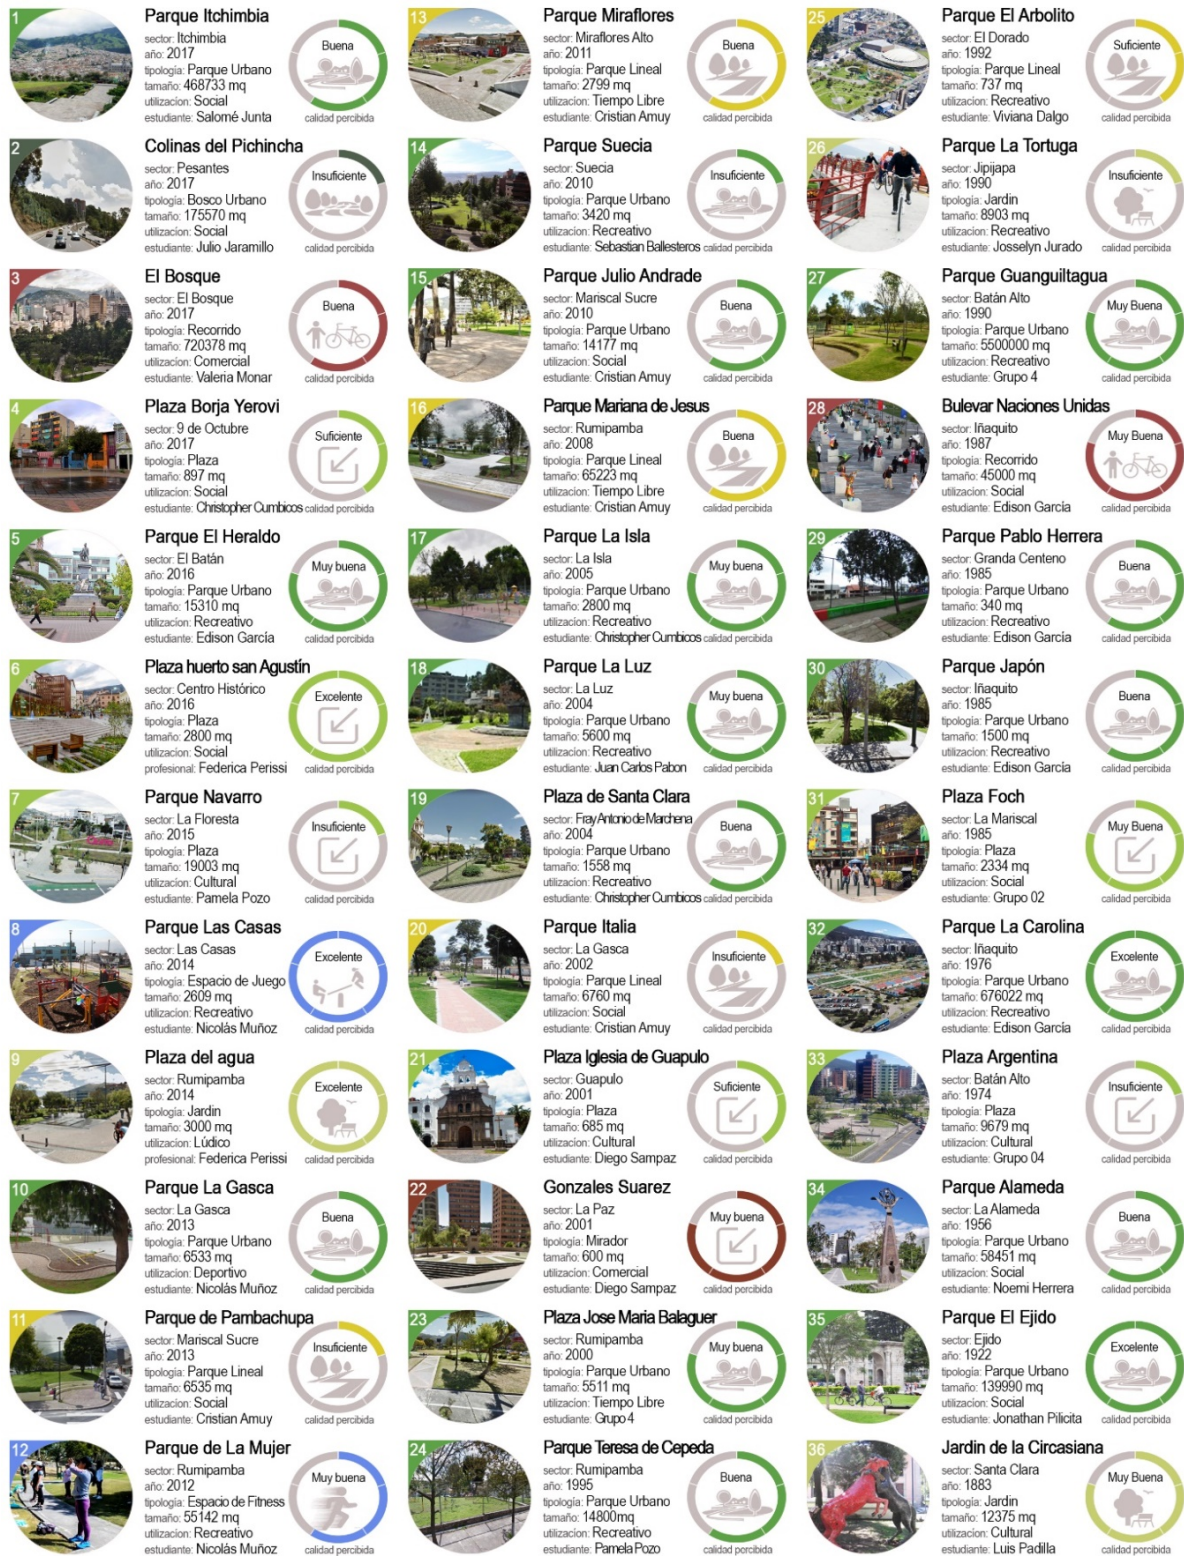 1
Parque Itchimbia
sector: Itchimbia
año: 2017
tipología: Parque Urbano
tamaño: 468733 mq
utilizacion: Social
estudiante: Salomé Junta
Buena
calidad percibida
2
Colinas del Pichincha
sector: Pesantes
año: 2017
tipología: Bosco Urbano
tamaño: 175570 mq
utilizacion: Social
estudiante: Julio Jaramillo
Insuficiente
calidad percibida
3
El Bosque
sector: El Bosque
año: 2017
tipología: Recorrido
tamaño: 720378 mq
utilizacion: Comercial
estudiante: Valeria Monar
Buena
calidad percibida
4
Plaza Borja Yerovi
sector: 9 de Octubre
año: 2017
tipología: Plaza
tamaño: 897 mq
utilizacion: Social
estudiante: Christopher Cumbicos
Suficiente
calidad percibida
5
Parque El Heraldo
sector: El Batán
año: 2016
tipología: Parque Urbano
tamaño: 15310 mq
utilizacion: Recreativo
estudiante: Edison García
Muy buena
calidad percibida
6
Plaza huerto san Agustín
sector: Centro Histórico
año: 2016
tipología: Plaza
tamaño: 2800 mq
utilizacion: Social
profesional: Federica Perissi
Excelente
calidad percibida
7
Parque Navarro
sector: La Floresta
año: 2015
tipología: Plaza
tamaño: 19003 mq
utilizacion: Cultural
estudiante: Pamela Pozo
Insuficiente
calidad percibida
8
Parque Las Casas
sector: Las Casas
año: 2014
tipología: Espacio de Juego
tamaño: 2609 mq
utilizacion: Recreativo
estudiante: Nicolás Muñoz
Excelente
calidad percibida
9
Plaza del agua
sector: Rumipamba
año: 2014
tipología: Jardin
tamaño: 3000 mq
utilizacion: Lúdico
profesional: Federica Perissi
Excelente
calidad percibida
10
Parque La Gasca
sector: La Gasca
año: 2013
tipología: Parque Urbano
tamaño: 6533 mq
utilizacion: Deportivo
estudiante: Nicolás Muñoz
Buena
calidad percibida
11
Parque de Pambachupa
sector: Mariscal Sucre
año: 2013
tipología: Parque Lineal
tamaño: 6535 mq
utilizacion: Social
estudiante: Cristian Amuy
Insuficiente
calidad percibida
12
Parque de La Mujer
sector: Rumipamba
año: 2012
tipología: Espacio de Fitness
tamaño: 55142 mq
utilizacion: Recreativo
estudiante: Nicolás Muñoz
Muy buena
calidad percibida
13
Parque Miraflores
sector: Miraflores Alto
año: 2011
tipología: Parque Lineal
tamaño: 2799 mq
utilizacion: Tiempo Libre
estudiante: Cristian Amuy
Buena
calidad percibida
14
Parque Suecia
sector: Suecia
año: 2010
tipología: Parque Urbano
tamaño: 3420 mq
utilizacion: Recreativo
estudiante: Sebastian Ballesteros
Insuficiente
calidad percibida
15
Parque Julio Andrade
sector: Mariscal Sucre
año: 2010
tipología: Parque Urbano
tamaño: 14177 mq
utilizacion: Social
estudiante: Cristian Amuy
Buena
calidad percibida
16
Parque Mariana de Jesus
sector: Rumipamba
año: 2008
tipología: Parque Lineal
tamaño: 65223 mq
utilizacion: Tiempo Libre
estudiante: Cristian Amuy
Buena
calidad percibida
17
Parque La Isla
sector: La Isla
año: 2005
tipología: Parque Urbano
tamaño: 2800 mq
utilizacion: Recreativo
estudiante: Christopher Cumbicos
Muy buena
calidad percibida
18
Parque La Luz
sector: La Luz
año: 2004
tipología: Parque Urbano
tamaño: 5600 mq
utilizacion: Recreativo
estudiante: Juan Carlos Pabon
Muy buena
calidad percibida
19
Plaza de Santa Clara
sector: Fray Antonio de Marchena
año: 2004
tipología: Parque Urbano
tamaño: 1558 mq
utilizacion: Recreativo
estudiante: Christopher Cumbicos
Buena
calidad percibida
20
Parque Italia
sector: La Gasca
año: 2002
tipología: Parque Lineal
tamaño: 6760 mq
utilizacion: Social
estudiante: Cristian Amuy
Insuficiente
calidad percibida
21
Plaza Iglesia de Guapulo
sector: Guapulo
año: 2001
tipología: Plaza
tamaño: 685 mq
utilizacion: Cultural
estudiante: Diego Sampaz
Suficiente
calidad percibida
22
Gonzales Suarez
sector: La Paz
año: 2001
tipología: Mirador
tamaño: 600 mq
utilizacion: Comercial
estudiante: Diego Sampaz
Muy buena
calidad percibida
23
Plaza Jose Maria Balaguer
sector: Rumipamba
año: 2000
tipología: Parque Urbano
tamaño: 5511 mq
utilizacion: Tiempo Libre
estudiante: Grupo 4
Muy buena
calidad percibida
24
Parque Teresa de Cepeda
sector: Rumipamba
año: 1995
tipología: Parque Urbano
tamaño: 14800mq
utilizacion: Recreativo
estudiante: Pamela Pozo
Buena
calidad percibida
25
Parque El Arbolito
sector: El Dorado
año: 1992
tipología: Parque Lineal
tamaño: 737 mq
utilizacion: Recreativo
estudiante: Viviana Dalgo
Suficiente
calidad percibida
26
Parque La Tortuga
sector: Jipijapa
año: 1990
tipología: Jardin
tamaño: 8903 mq
utilizacion: Recreativo
estudiante: Josselyn Jurado
Insuficiente
calidad percibida
27
Parque Guanguiltagua
sector: Batán Alto
año: 1990
tipología: Parque Urbano
tamaño: 5500000 mq
utilizacion: Recreativo
estudiante: Grupo 4
Muy Buena
calidad percibida
28
Bulevar Naciones Unidas
sector: Iñaquito
año: 1987
tipología: Recorrido
tamaño: 45000 mq
utilizacion: Social
estudiante: Edison García
Muy Buena
calidad percibida
29
Parque Pablo Herrera
sector: Granda Centeno
año: 1985
tipología: Parque Urbano
tamaño: 340 mq
utilizacion: Recreativo
estudiante: Edison García
Buena
calidad percibida
30
Parque Japón
sector: Iñaquito
año: 1985
tipología: Parque Urbano
tamaño: 1500 mq
utilizacion: Recreativo
estudiante: Edison García
Buena
calidad percibida
31
Plaza Foch
sector: La Mariscal
año: 1985
tipología: Plaza
tamaño: 2334 mq
utilizacion: Social
estudiante: Grupo 02
Muy Buena
calidad percibida
32
Parque La Carolina
sector: Iñaquito
año: 1976
tipología: Parque Urbano
tamaño: 676022 mq
utilizacion: Recreativo
estudiante: Edison García
Excelente
calidad percibida
33
Plaza Argentina
sector: Batán Alto
año: 1974
tipología: Plaza
tamaño: 9679 mq
utilizacion: Cultural
estudiante: Grupo 04
Insuficiente
calidad percibida
34
Parque Alameda
sector: La Alameda
año: 1956
tipología: Parque Urbano
tamaño: 58451 mq
utilizacion: Social
estudiante: Noemi Herrera
Buena
calidad percibida
35
Parque El Ejido
sector: Ejido
año: 1922
tipología: Parque Urbano
tamaño: 139990 mq
utilizacion: Social
estudiante: Jonathan Pilicita
Excelente
calidad percibida
36
Jardin de la Circasiana
sector: Santa Clara
año: 1883
tipología: Jardin
tamaño: 12375 mq
utilizacion: Cultural
estudiante: Luis Padilla
Muy Buena
calidad percibida